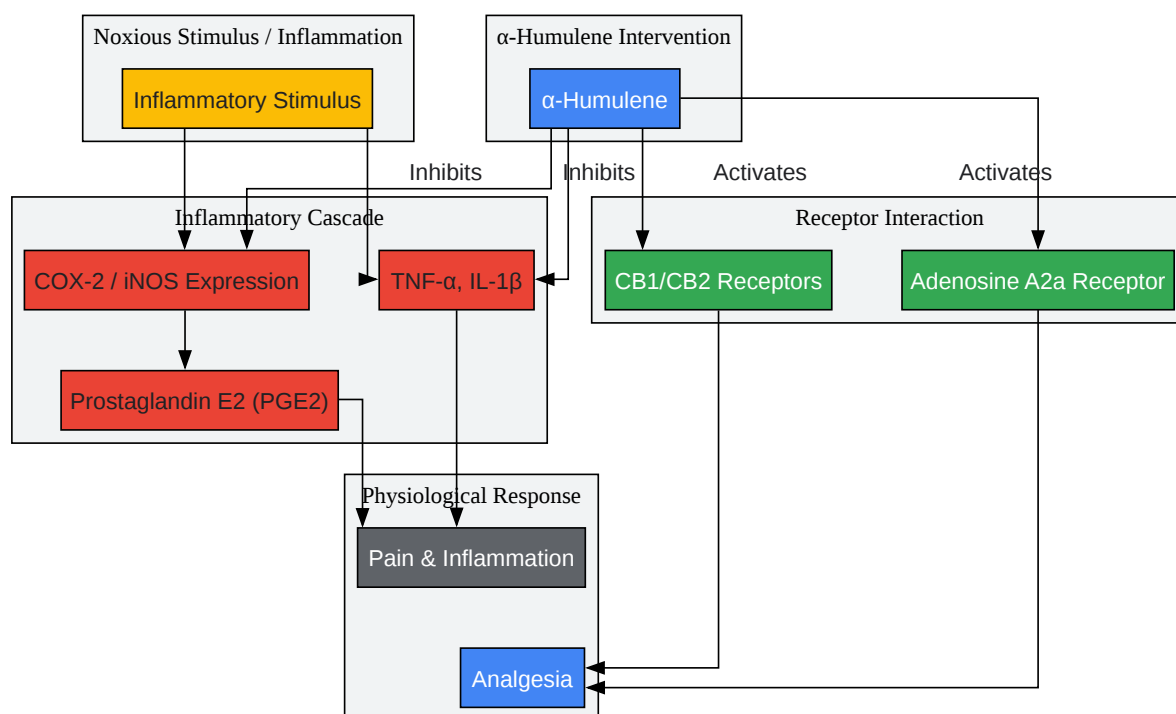 Noxious Stimulus / Inflammation
α-Humulene Intervention
Inflammatory Stimulus
α-Humulene
Inhibits
Inhibits
Activates
Activates
Inflammatory Cascade
Receptor Interaction
COX-2 / iNOS Expression
TNF-α, IL-1β
CB1/CB2 Receptors
Adenosine A2a Receptor
Prostaglandin E2 (PGE2)
Physiological Response
Pain & Inflammation
Analgesia